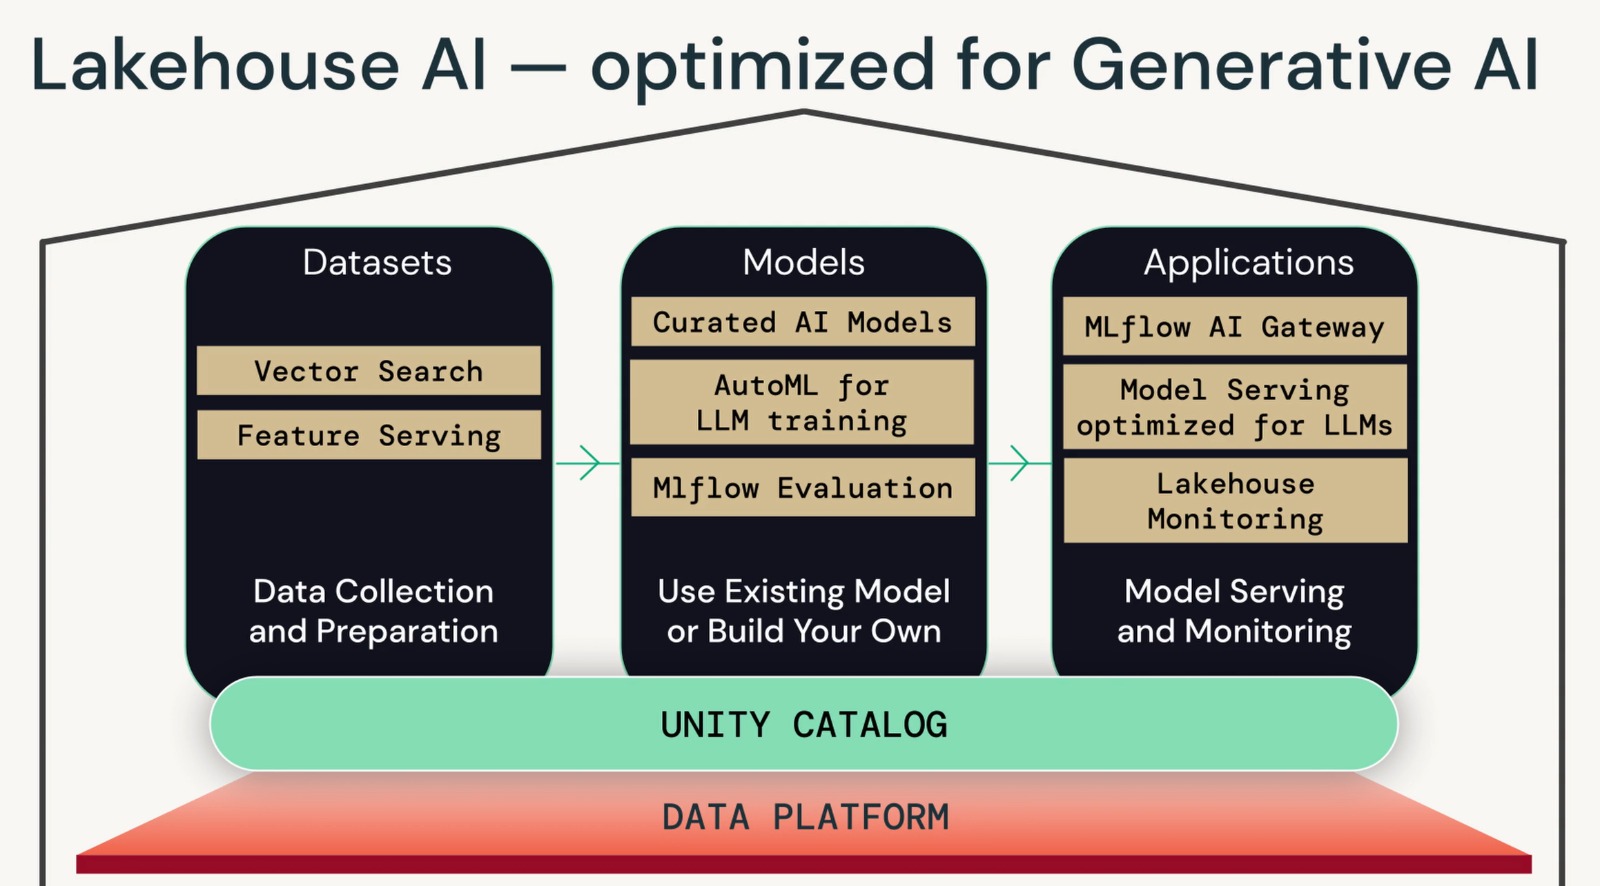 Lakehouse AI — optimized for Generative AI
Datasets
Vector Search
Feature Serving
Data Collection
and Preparation
Models
Curated AI Models
AutoML for
LLM training
Mlflow Evaluation
Use Existing Model
or Build Your Own
Applications
MLflow AI Gateway
Model Serving
optimized for LLMs
Lakehouse
Monitoring
Model Serving
and Monitoring
UNITY CATALOG
DATA PLATFORM